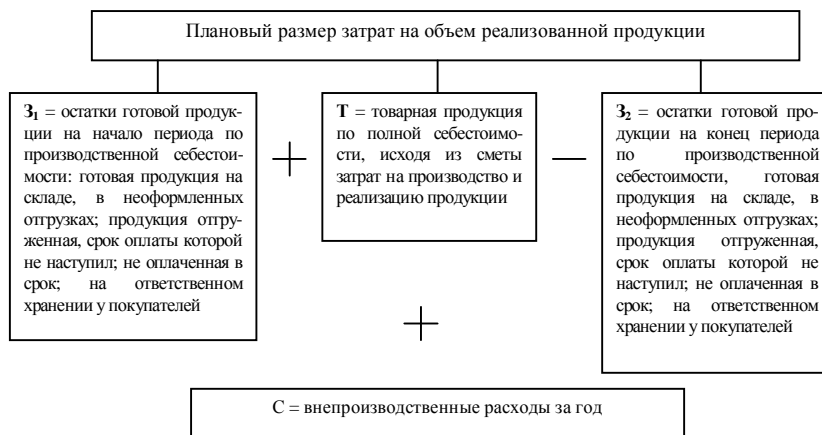 Плановый размер затрат на объем реализованной продукции
З₁ = остатки готовой продук-
ции на начало периода по
производственной себестои-
мости: готовая продукция на
складе, в неоформленных
отгрузках; продукция отгру-
женная, срок оплаты которой
не наступил; не оплаченная в
срок; на ответственном
хранении у покупателей
+
Т = товарная продукция
по полной себестоимо-
сти, исходя из сметы
затрат на производство и
реализацию продукции
—
З₂ = остатки готовой про-
дукции на конец периода
по производственной
себестоимости, готовая
продукция на складе, в
неоформленных отгрузках;
продукция отгруженная,
срок оплаты которой не
наступил; не оплаченная в
срок; на ответственном
хранении у покупателей
+
С = внепроизводственные расходы за год